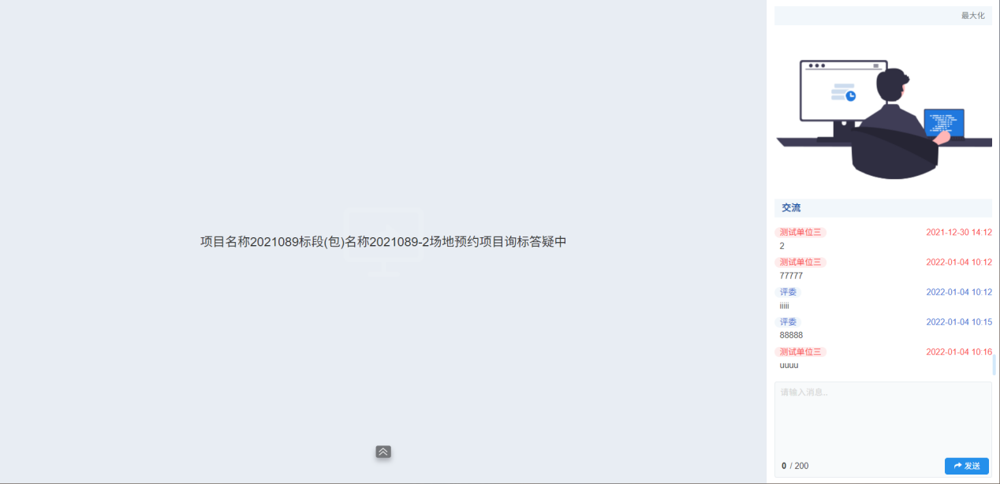 最大化
项目名称2021089标段(包)名称2021089-2场地预约项目询标答疑中
交流
测试单位三 2021-12-30 14:12
2
测试单位三 2022-01-04 10:12
77777
评委 2022-01-04 10:12
iiiii
评委 2022-01-04 10:15
88888
测试单位三 2022-01-04 10:16
uuuu
请输入消息..
0 / 200
发送